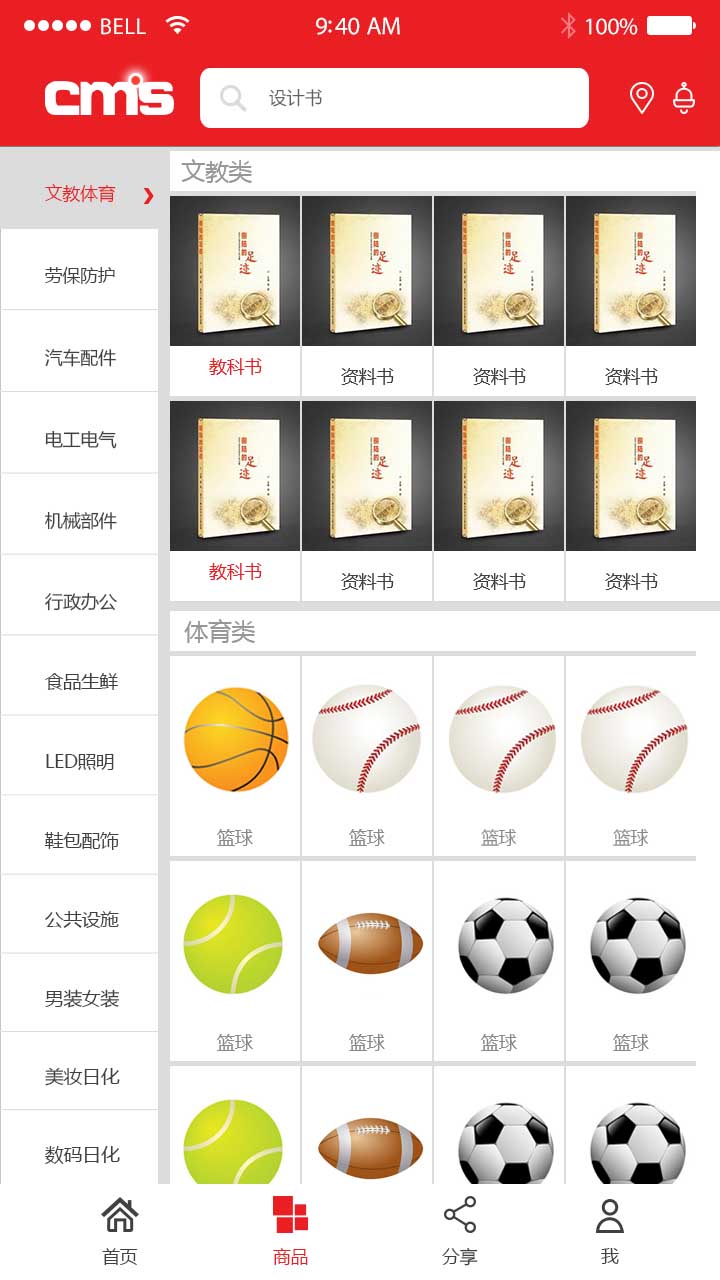 BELL 9:40 AM 100%
cmis
设计书
文教体育
劳保防护
汽车配件
电工电气
机械部件
行政办公
食品生鲜
LED照明
鞋包配饰
公共设施
男装女装
美妆日化
数码日化
文教类
教科书 资料书 资料书 资料书
教科书 资料书 资料书 资料书
体育类
篮球 篮球 篮球 篮球
篮球 篮球 篮球 篮球
首页 商品 分享 我